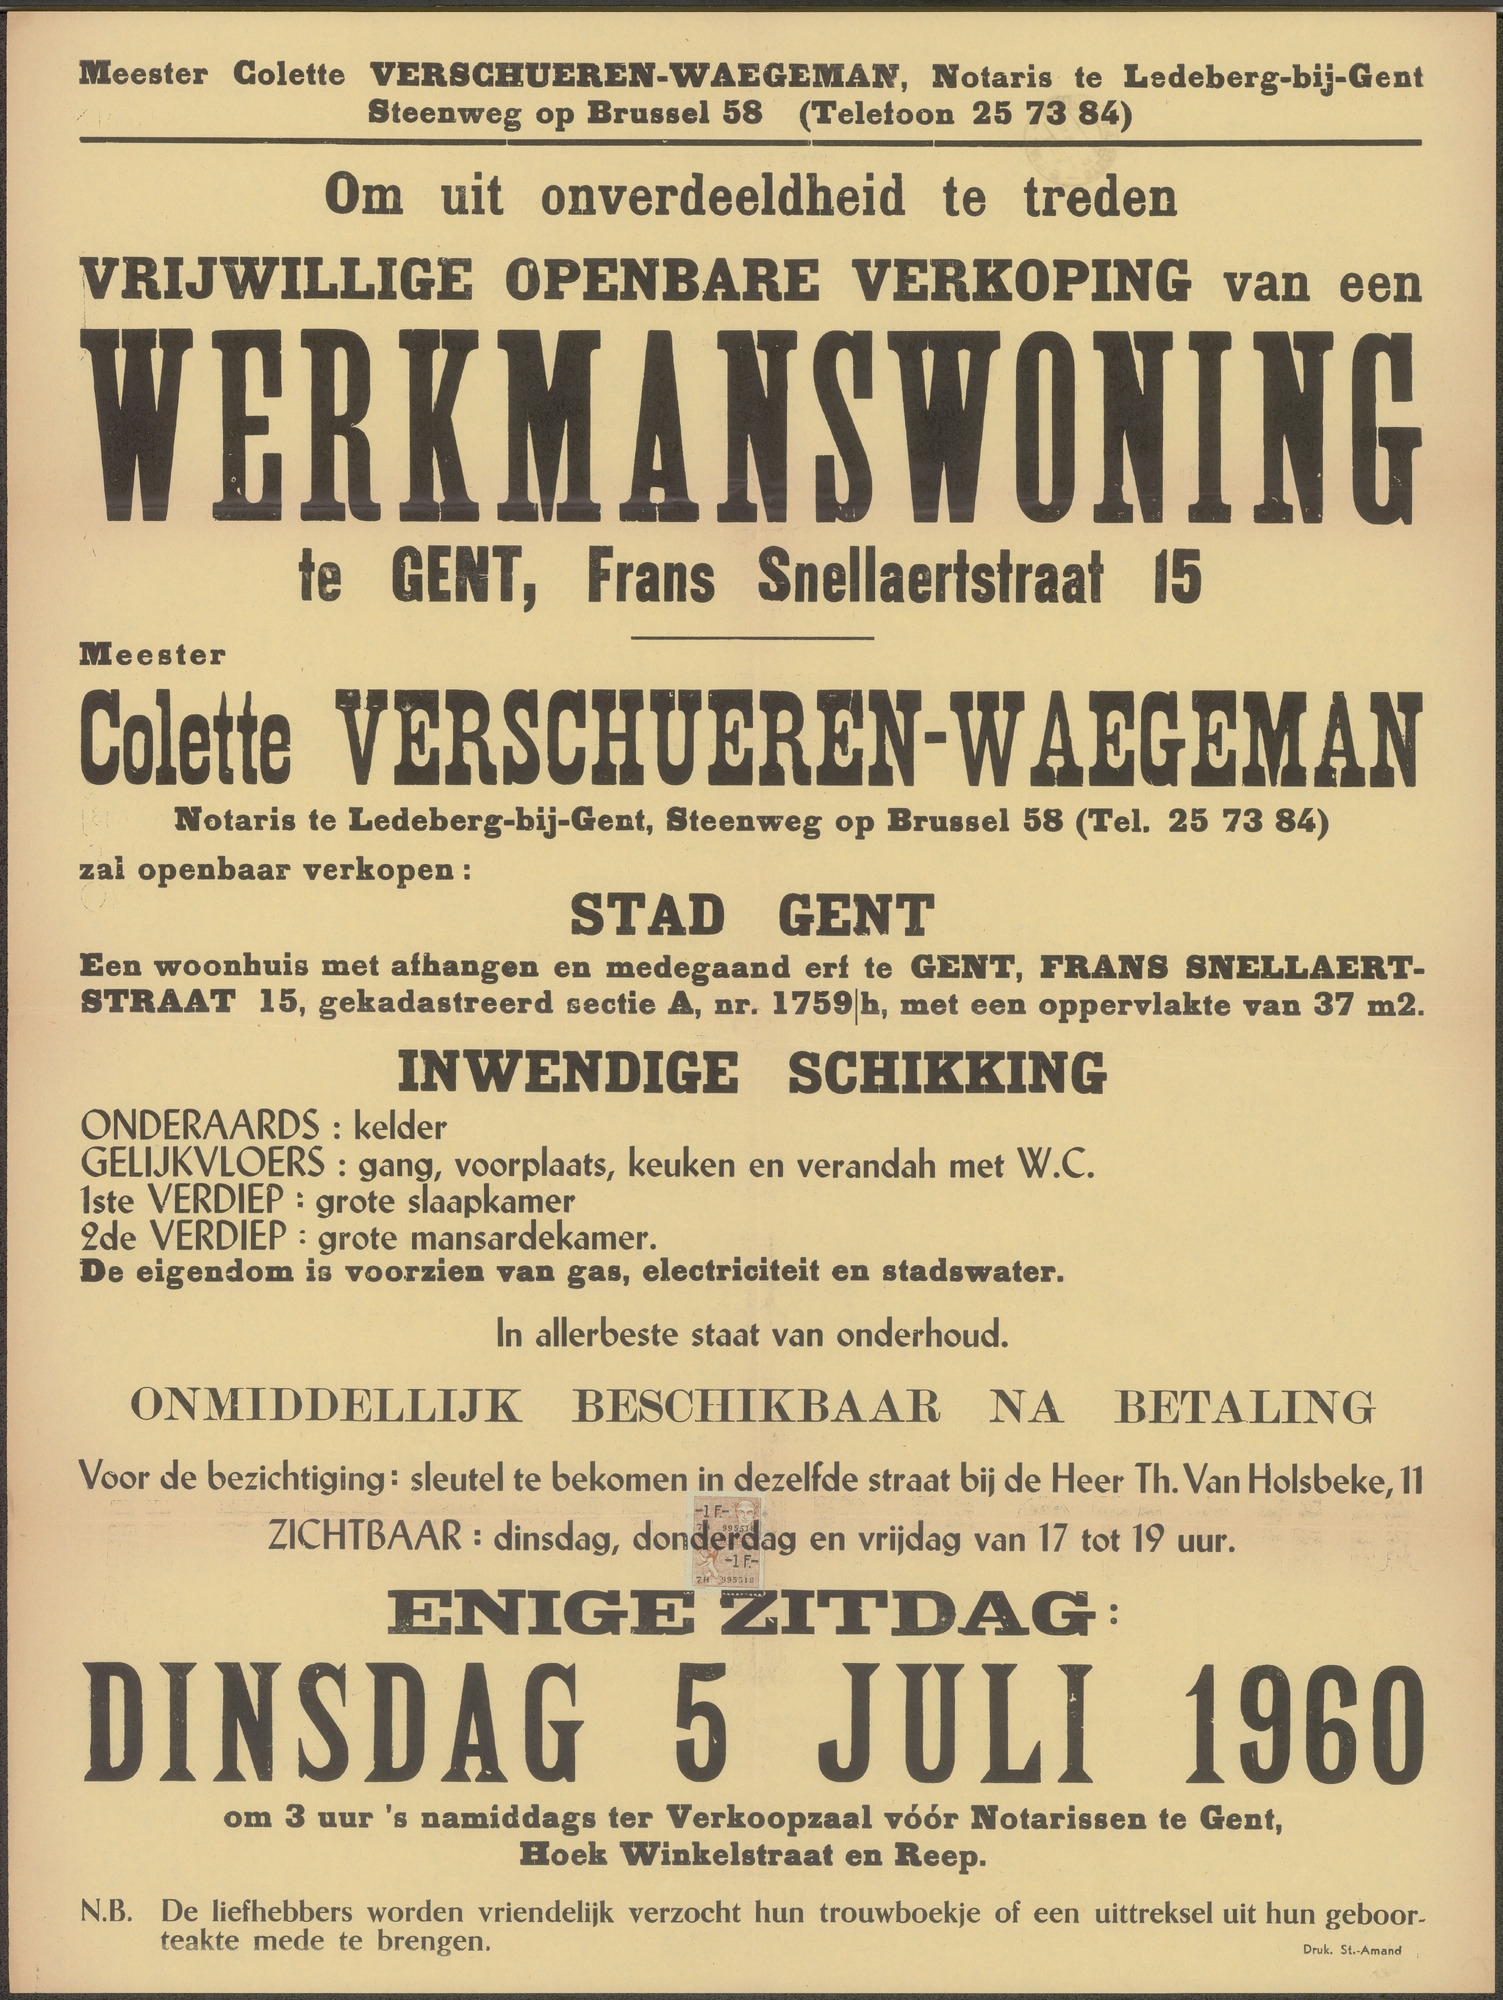 Meester Colette VERSCHUEREN-WAEGEMAN, Notaris te Ledeberg-bij-Gent
Steenweg op Brussel 58 (Telefoon 25 73 84)
Om uit onverdeeldheid te treden
VRIJWILLIGE OPENBARE VERKOPING van een
WERKMANSWONING
te GENT, Frans Snellaertstraat 15
Meester
Colette VERSCHUEREN-WAEGEMAN
Notaris te Ledeberg-bij-Gent, Steenweg op Brussel 58 (Tel. 25 73 84)
zal openbaar verkopen :
STAD GENT
Een woonhuis met afhangen en medegaand erf te GENT, FRANS SNELLAERT-
STRAAT 15, gekadastreerd sectie A, nr. 1759|h, met een oppervlakte van 37 m2.
INWENDIGE SCHIKKING
ONDERAARDS : kelder
GELIJKVLOERS : gang, voorplaats, keuken en verandah met W.C.
1ste VERDIEP : grote slaapkamer
2de VERDIEP : grote mansardekamer.
De eigendom is voorzien van gas, electriciteit en stadswater.
In allerbeste staat van onderhoud.
ONMIDDELLIJK BESCHIKBAAR NA BETALING
Voor de bezichtiging : sleutel te bekomen in dezelfde straat bij de Heer Th. Van Holsbeke, 11
-1 F.-
ZICHTBAAR : dinsdag, donderdag en vrijdag van 17 tot 19 uur.
-1 F.-
7H 995518
ENIGE ZITDAG :
DINSDAG 5 JULI 1960
om 3 uur 's namiddags ter Verkoopzaal vóór Notarissen te Gent,
Hoek Winkelstraat en Reep.
N.B. De liefhebbers worden vriendelijk verzocht hun trouwboekje of een uittreksel uit hun geboor-
teakte mede te brengen.
Druk. St.-Amand